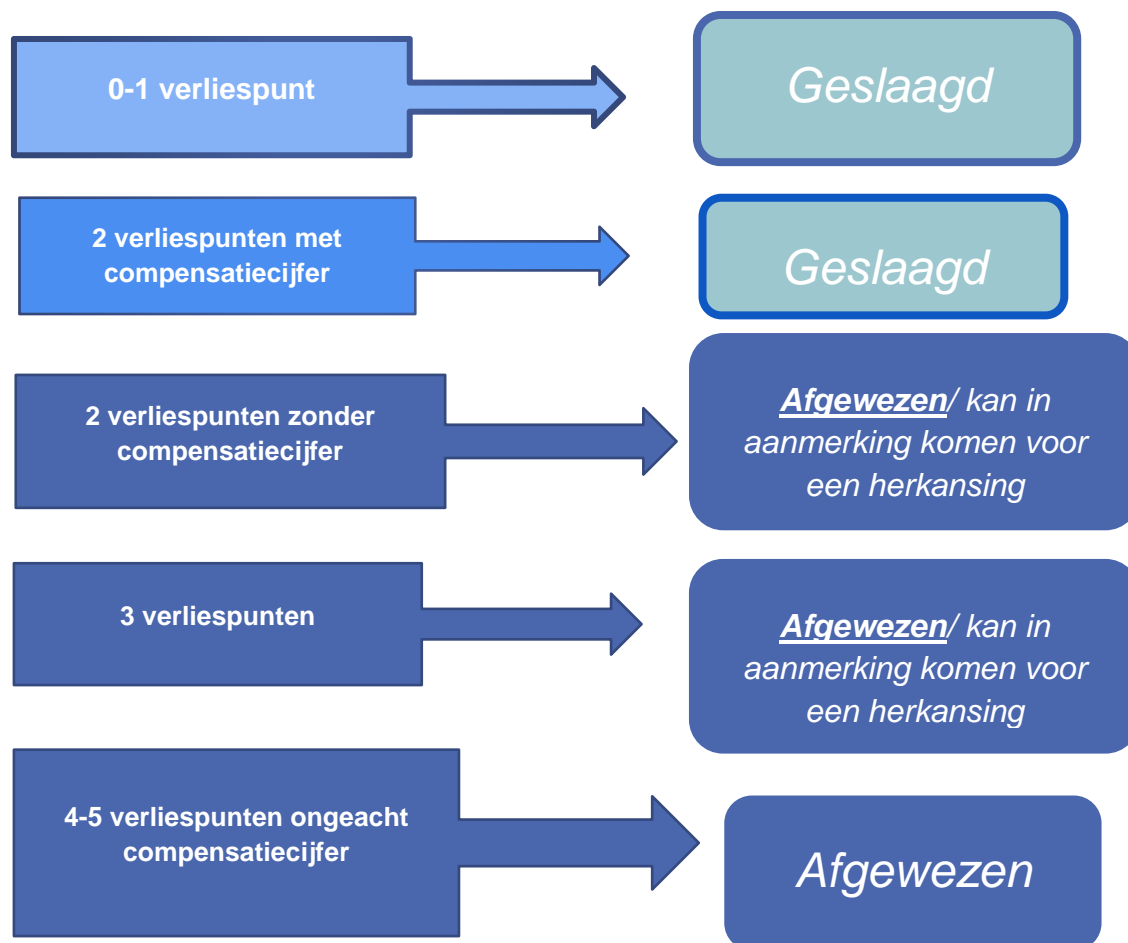 0-1 verliespunt
Geslaagd
2 verliespunten met
compensatiecijfer
Geslaagd
2 verliespunten zonder
compensatiecijfer
Afgewezen/ kan in
aanmerking komen voor
een herkansing
3 verliespunten
Afgewezen/ kan in
aanmerking komen voor
een herkansing
4-5 verliespunten ongeacht
compensatiecijfer
Afgewezen